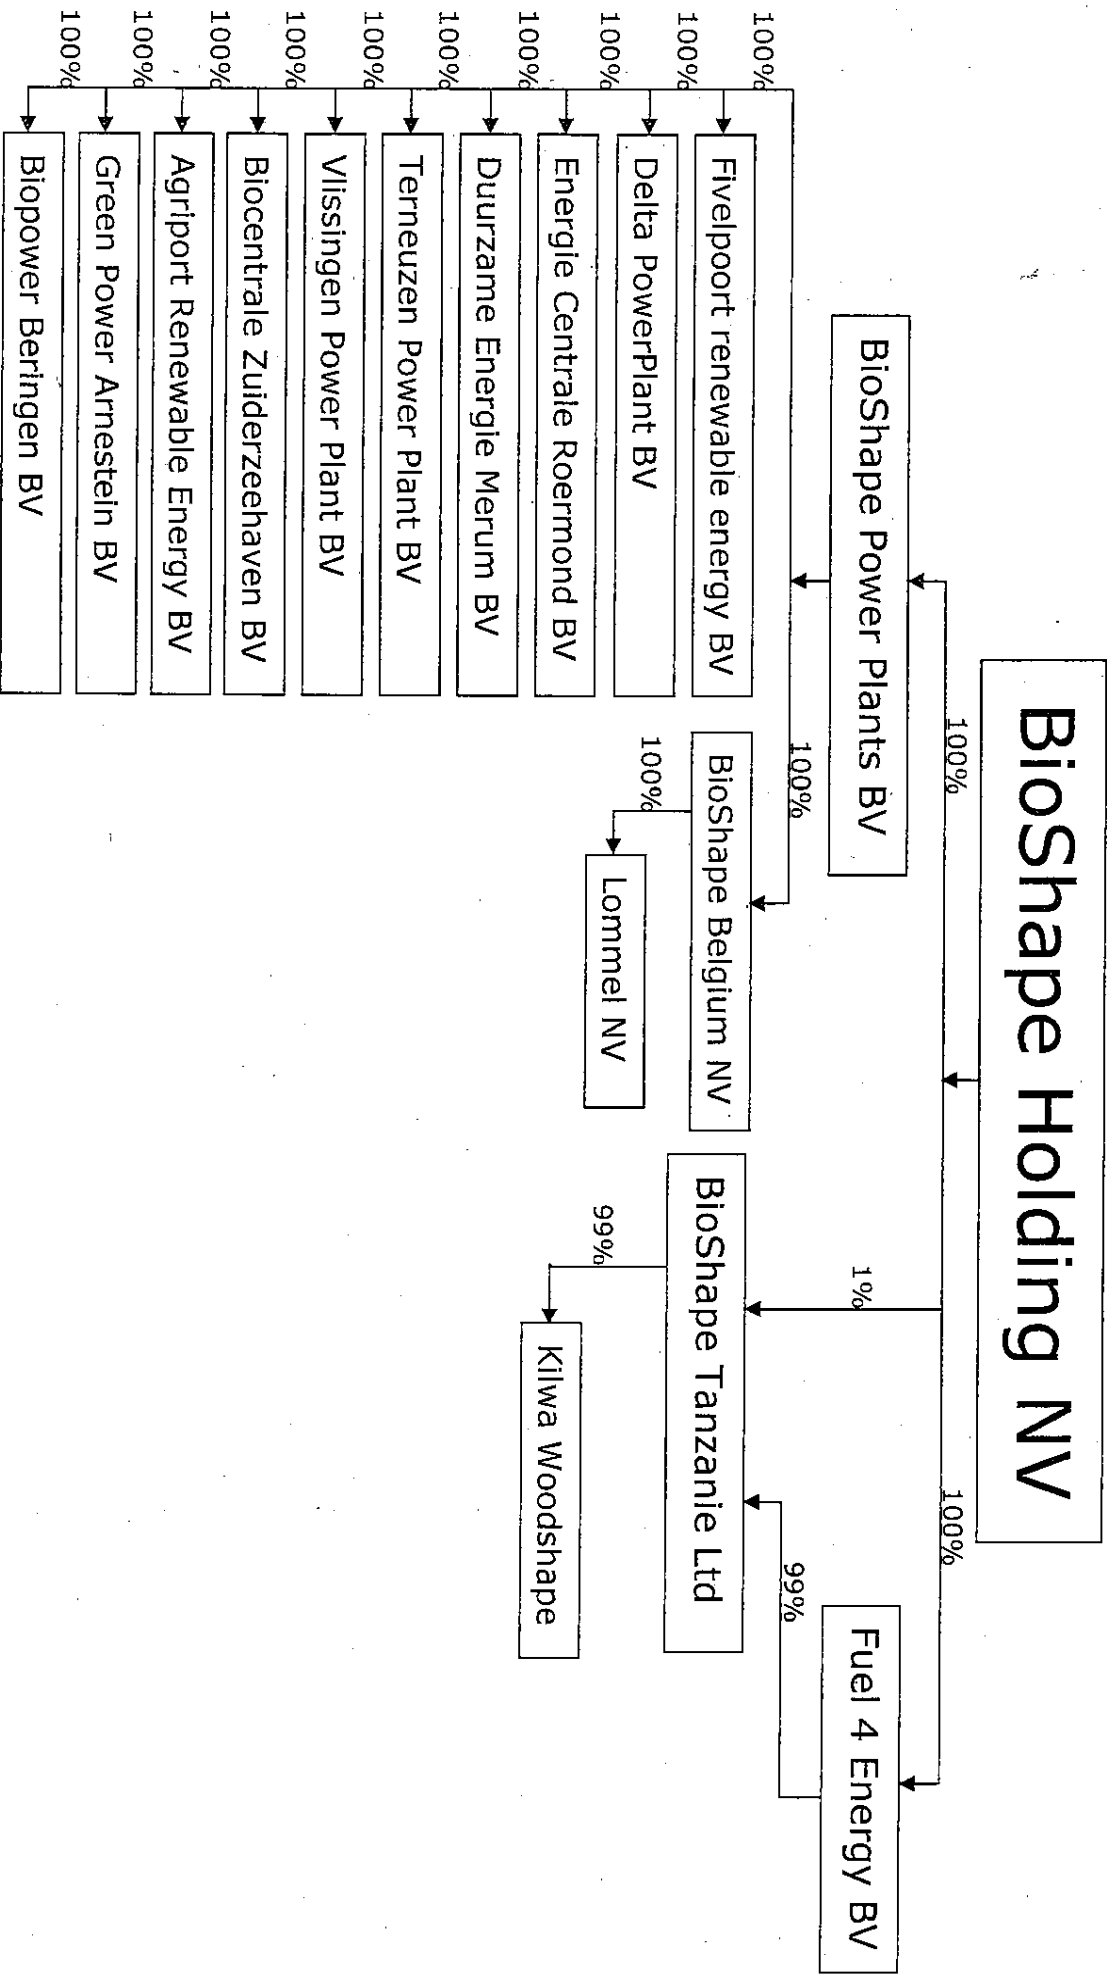 BioShape Holding NV
100%
1%
100%
BioShape Power Plants BV
Fuel 4 Energy BV
100%
99%
100%
Fivelpoort renewable energy BV
BioShape Belgium NV
BioShape Tanzanie Ltd
100%
Delta PowerPlant BV
100%
Lommel NV
99%
Kilwa Woodshape
100%
Energie Centrale Roermond BV
100%
Duurzame Energie Merum BV
100%
Terneuzen Power Plant BV
100%
Vlissingen Power Plant BV
100%
Biocentrale Zuiderzeehaven BV
100%
Agriport Renewable Energy BV
100%
Green Power Arnestein BV
100%
Biopower Beringen BV